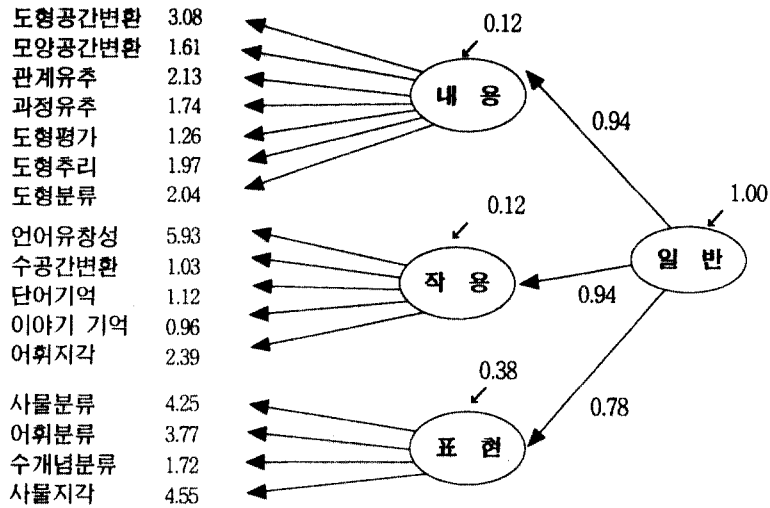 도형공간변환 3.08
모양공간변환 1.61
관계유추 2.13
과정유추 1.74
도형평가 1.26
도형추리 1.97
도형분류 2.04
0.12
내 용
0.94
언어유창성 5.93
수공간변환 1.03
단어기억 1.12
이야기 기억 0.96
어휘지각 2.39
0.12
작 용
0.94
1.00
일 반
사물분류 4.25
어휘분류 3.77
수개념분류 1.72
사물지각 4.55
0.38
표 현
0.78